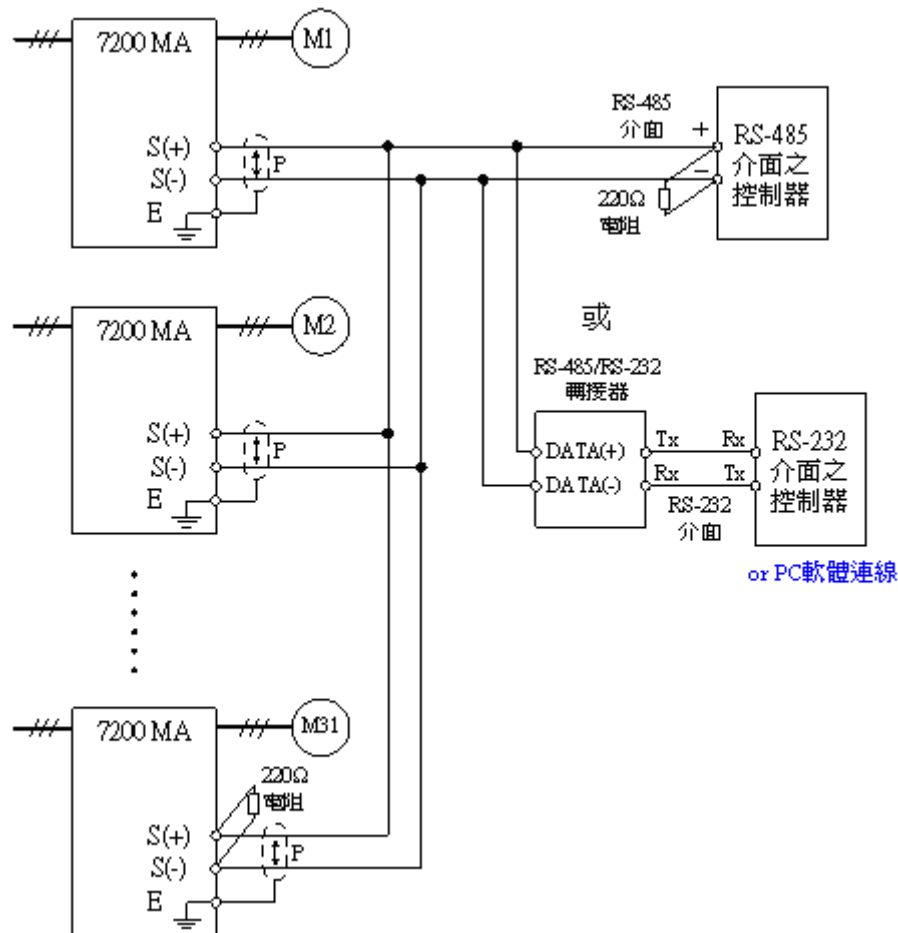 7200 MA
M1
S(+)
S(-)
E
P
RS-485
介面
+
−
220Ω
電阻
RS-485
介面之
控制器
7200 MA
M2
S(+)
S(-)
E
P
或
RS-485/RS-232
轉接器
DATA(+)
DATA(-)
Tx
Rx
Rx
Tx
RS-232
介面
RS-232
介面之
控制器
or PC軟體連線
7200 MA
M31
220Ω
電阻
S(+)
S(-)
E
P